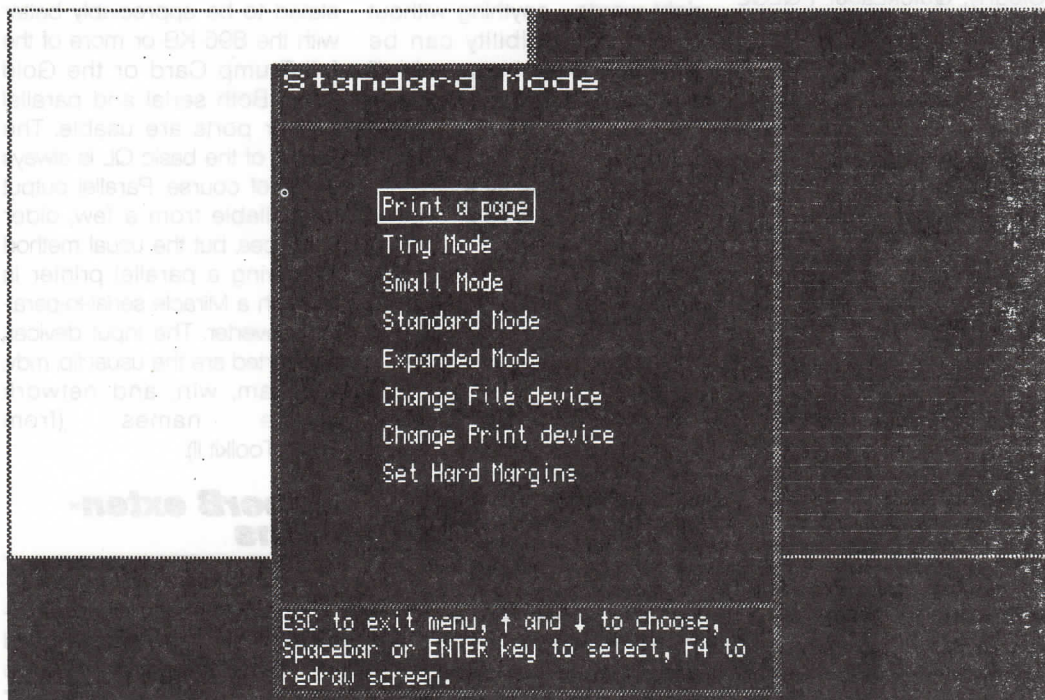 Standard Mode
Print a page
Tiny Mode
Small Mode
Standard Mode
Expanded Mode
Change File device
Change Print device
Set Hard Margins
ESC to exit menu, ↑ and ↓ to choose,
Spacebar or ENTER key to select, F4 to
redraw screen.